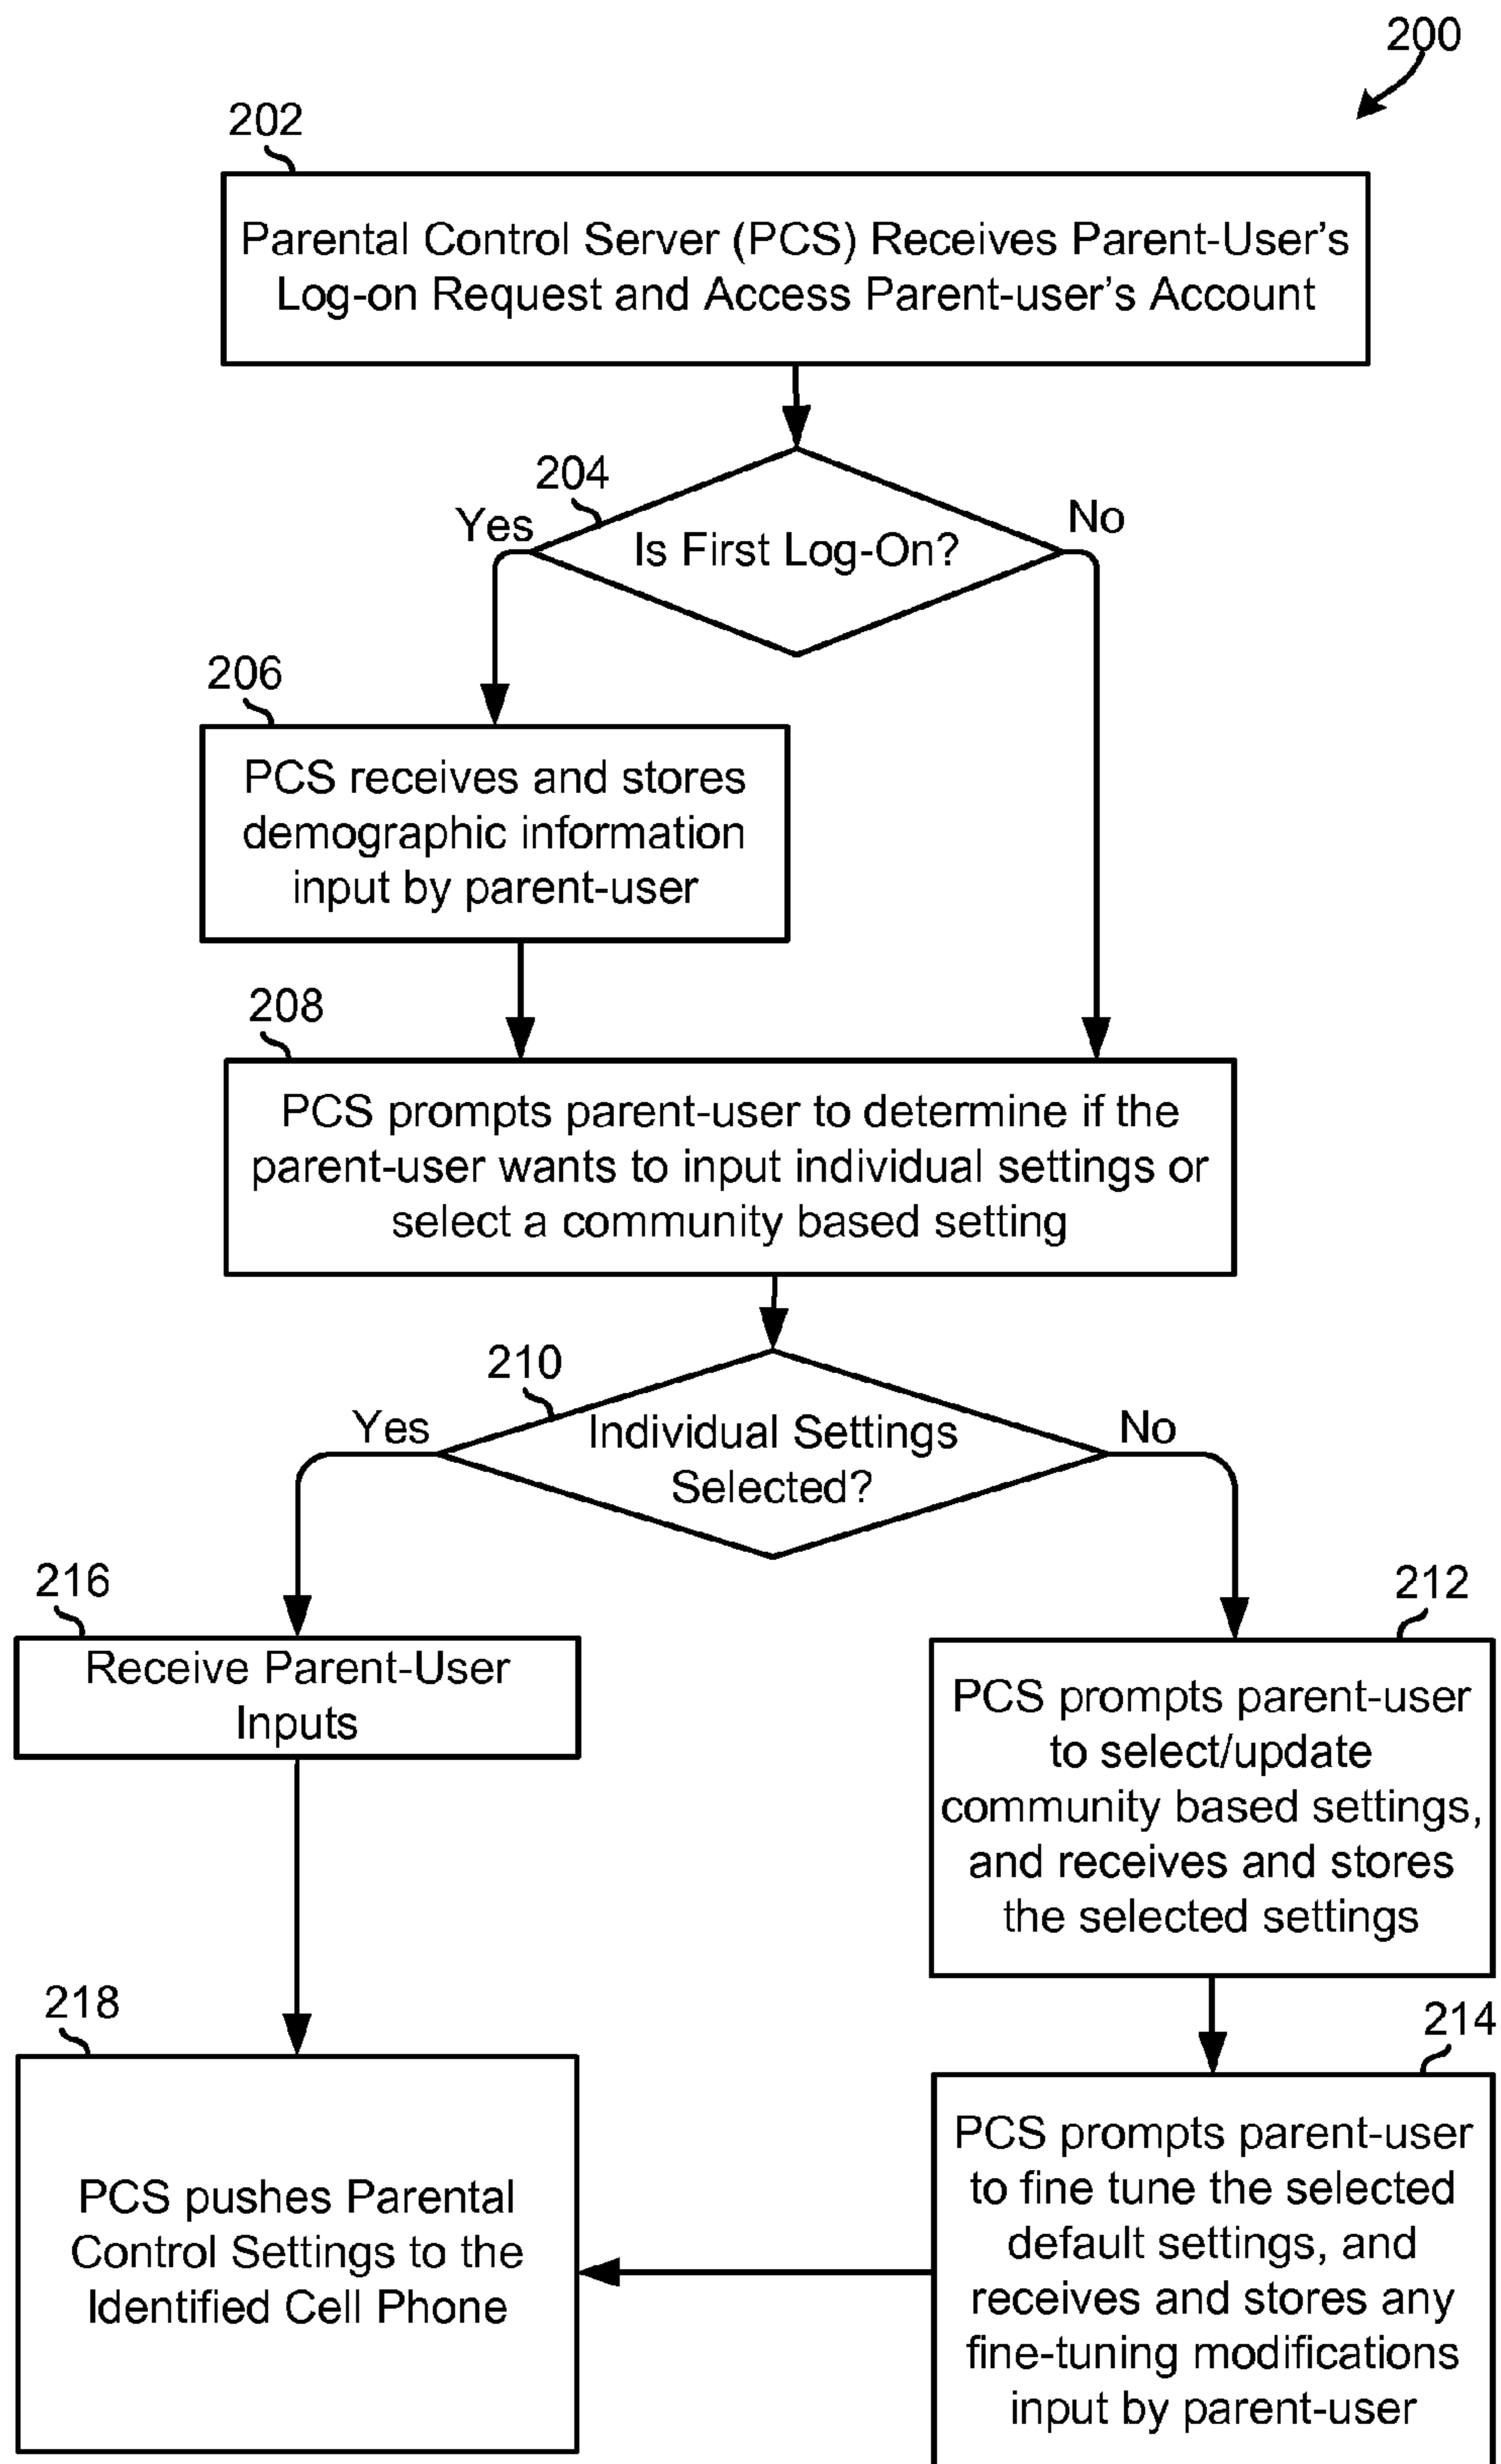 200
202
Parental Control Server (PCS) Receives Parent-User's
Log-on Request and Access Parent-user's Account
204
Yes
No
Is First Log-On?
206
PCS receives and stores
demographic information
input by parent-user
208
PCS prompts parent-user to determine if the
parent-user wants to input individual settings or
select a community based setting
210
Yes
No
Individual Settings
Selected?
216
Receive Parent-User
Inputs
212
PCS prompts parent-user
to select/update
community based settings,
and receives and stores
the selected settings
218
PCS pushes Parental
Control Settings to the
Identified Cell Phone
214
PCS prompts parent-user
to fine tune the selected
default settings, and
receives and stores any
fine-tuning modifications
input by parent-user